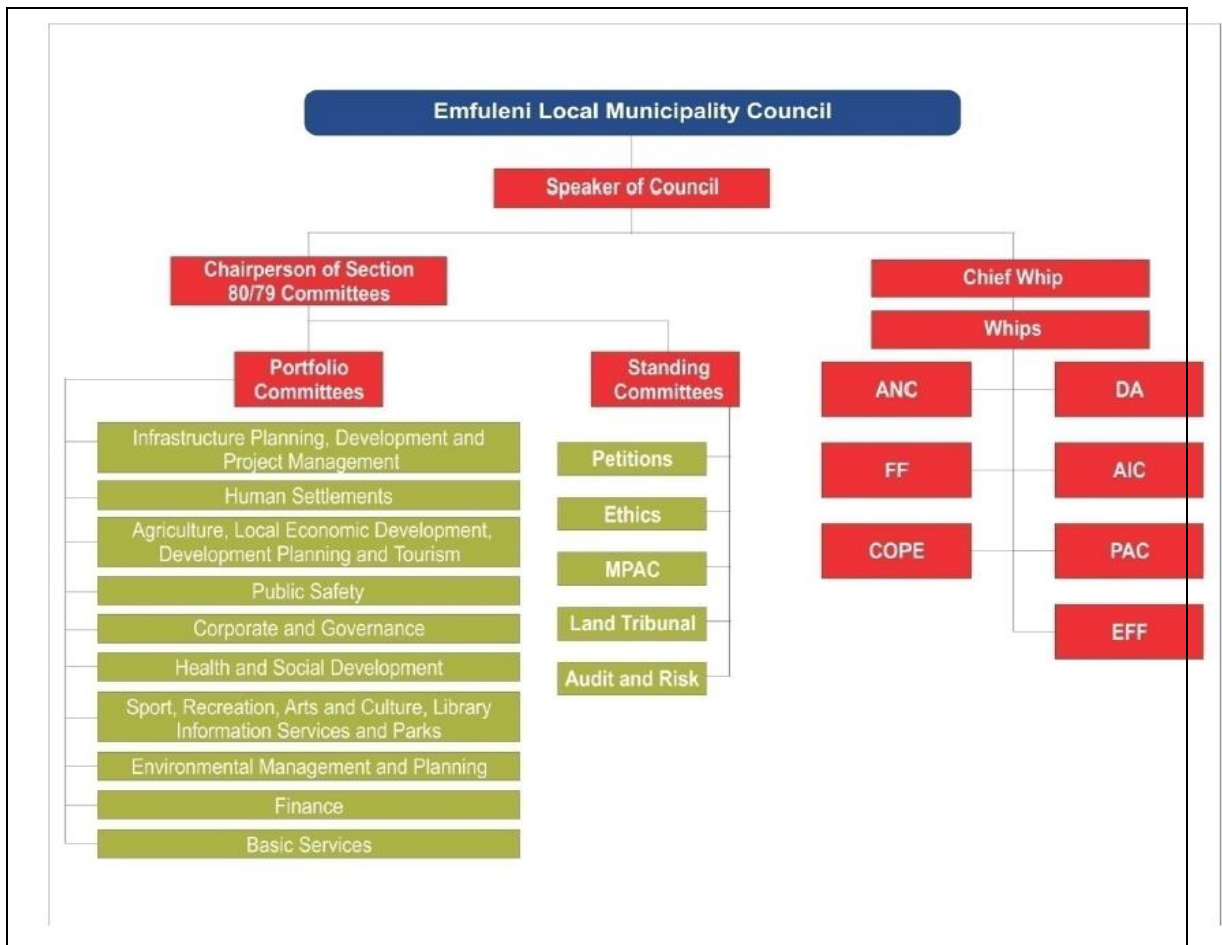 Emfuleni Local Municipality Council
Speaker of Council
Chairperson of Section
80/79 Committees
Portfolio
Committees
Infrastructure Planning, Development and
Project Management
Human Settlements
Agriculture, Local Economic Development,
Development Planning and Tourism
Public Safety
Corporate and Governance
Health and Social Development
Sport, Recreation, Arts and Culture, Library
Information Services and Parks
Environmental Management and Planning
Finance
Basic Services
Standing
Committees
Petitions
Ethics
MPAC
Land Tribunal
Audit and Risk
Chief Whip
Whips
ANC
DA
FF
AIC
COPE
PAC
EFF